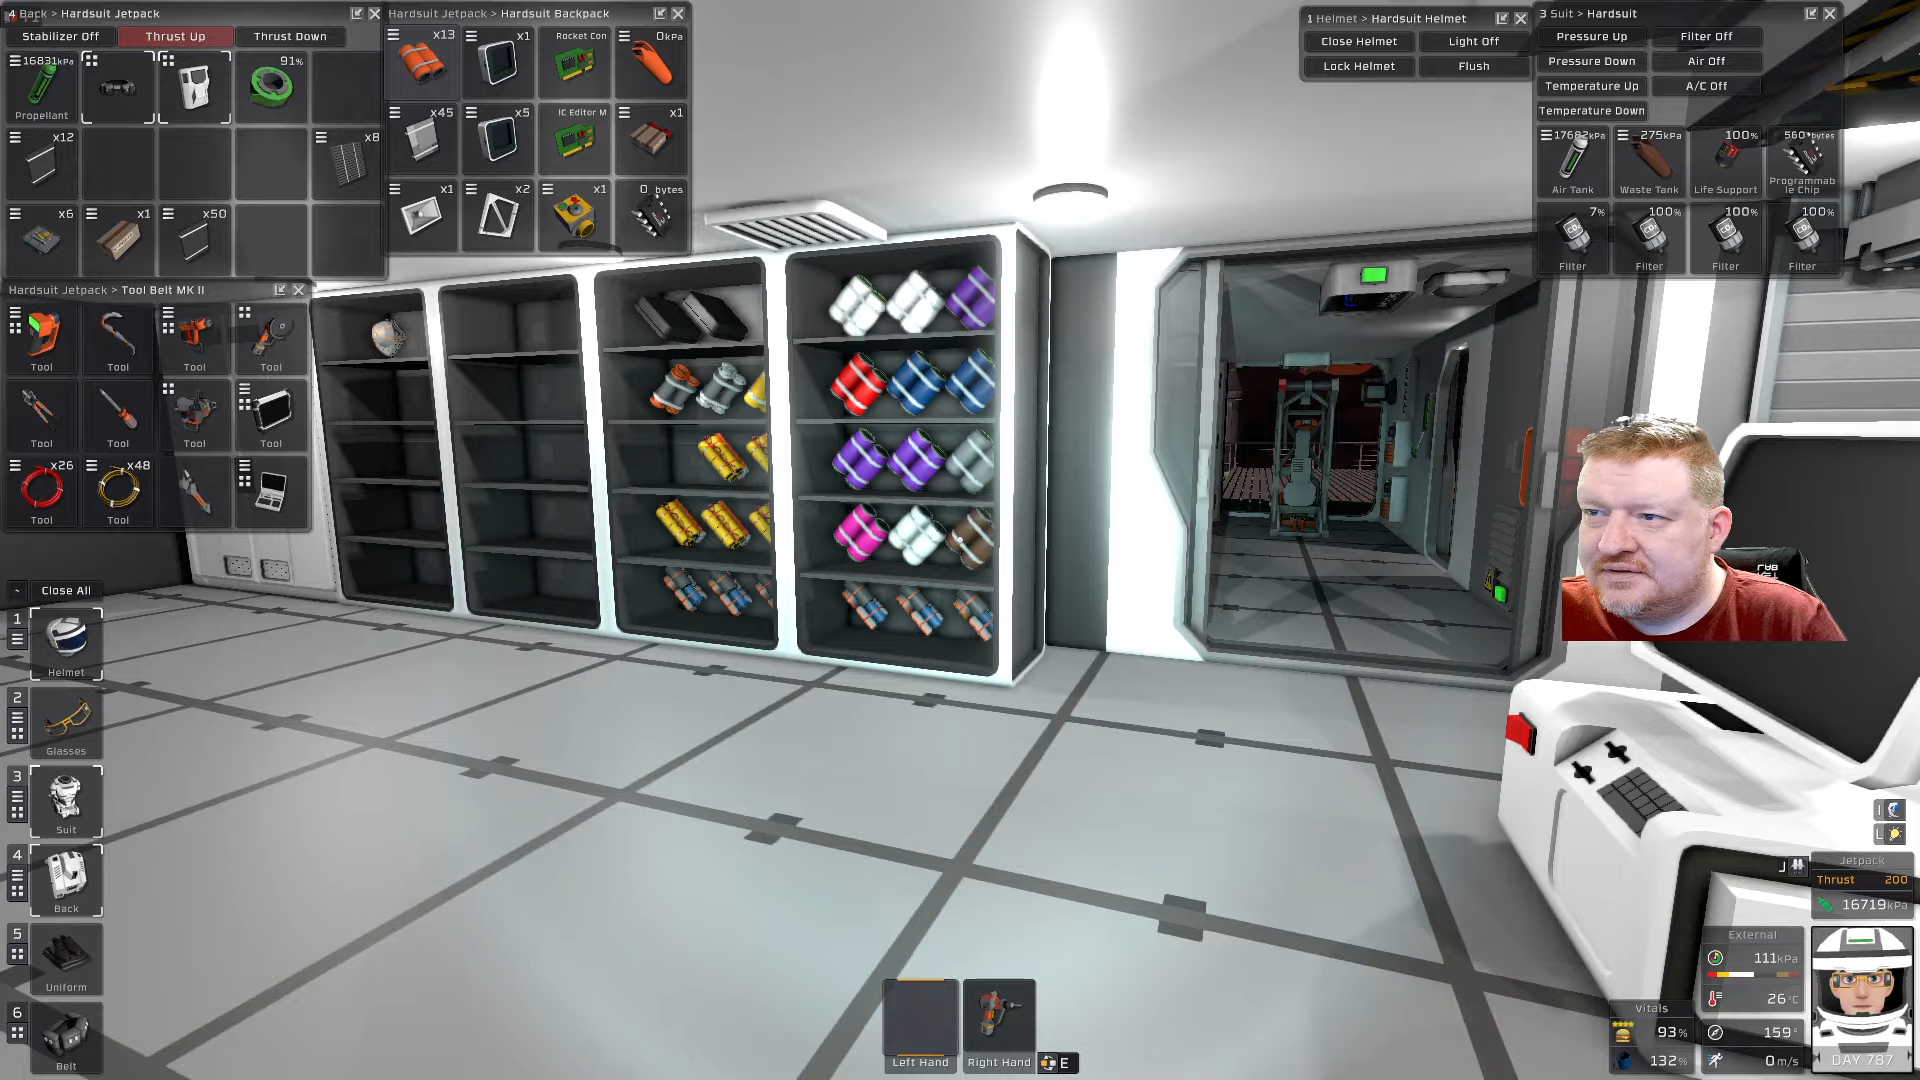 4 Back > Hardsuit Jetpack
Stabilizer Off
Thrust Up
Thrust Down
16831kPa
Propellant
91%
x12
x8
x6
x1
x50
Hardsuit Jetpack > Hardsuit Backpack
x13
x1
Rocket Con
0kPa
x45
x5
IC Editor M
x1
x1
x2
x1
0 bytes
1 Helmet > Hardsuit Helmet
Close Helmet
Light Off
Lock Helmet
Flush
3 Suit > Hardsuit
Pressure Up
Filter Off
Pressure Down
Air Off
Temperature Up
A/C Off
Temperature Down
17682kPa
Air Tank
275kPa
Waste Tank
100%
Life Support
560 bytes
Programmab
le Chip
7%
Filter
100%
Filter
100%
Filter
100%
Filter
Hardsuit Jetpack > Tool Belt MK II
Tool
Tool
Tool
Tool
Tool
Tool
Tool
Tool
x26
Tool
x48
Tool
~
Close All
1
Helmet
2
Glasses
3
Suit
4
Back
5
Uniform
6
Belt
Left Hand
Right Hand
E
I
L
J
Jetpack
Thrust 200
16719kPa
External
111kPa
26°C
159°
0m/s
Vitals
93%
132%
DAY 787